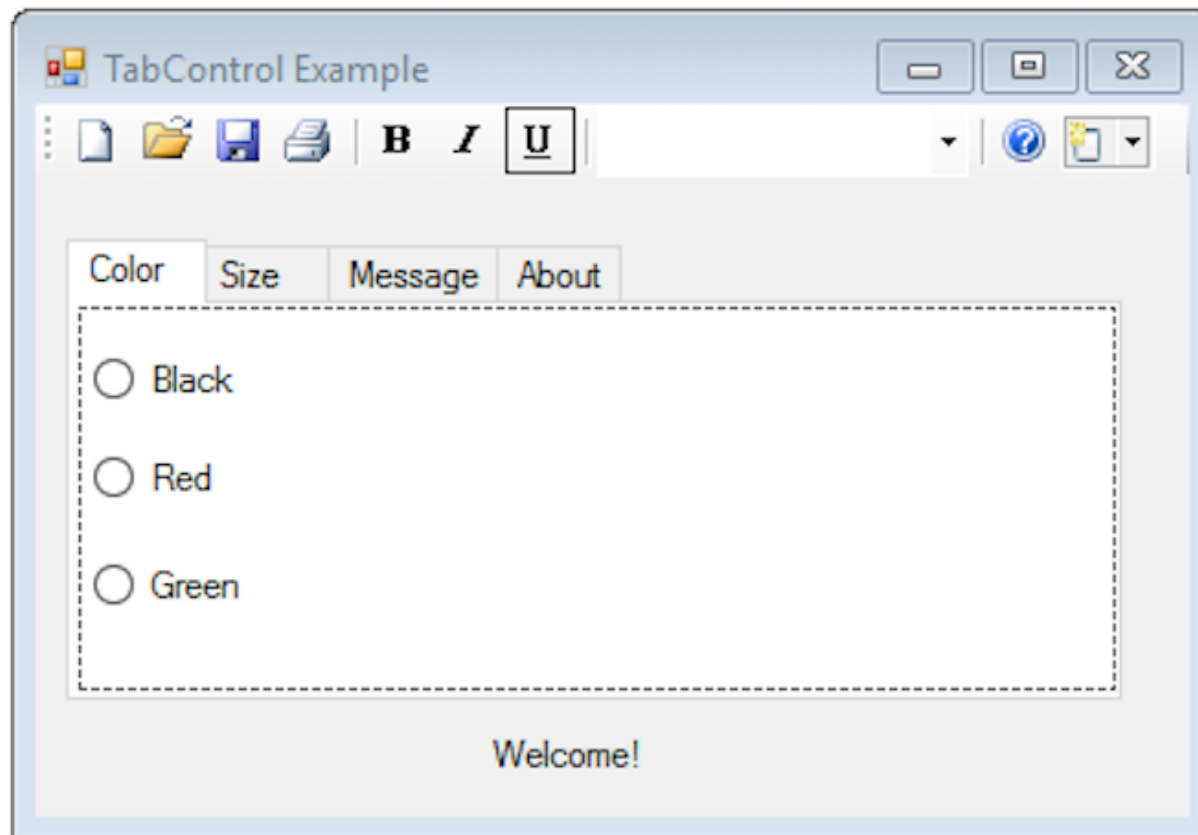 TabControl Example
B I U
Color Size Message About
Black
Red
Green
Welcome!